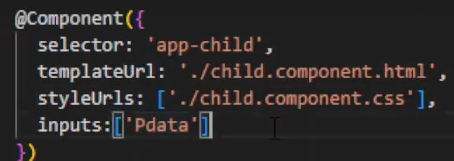 @Component({
  selector: 'app-child',
  templateUrl: './child.component.html',
  styleUrls: ['./child.component.css'],
  inputs:['Pdata']
})